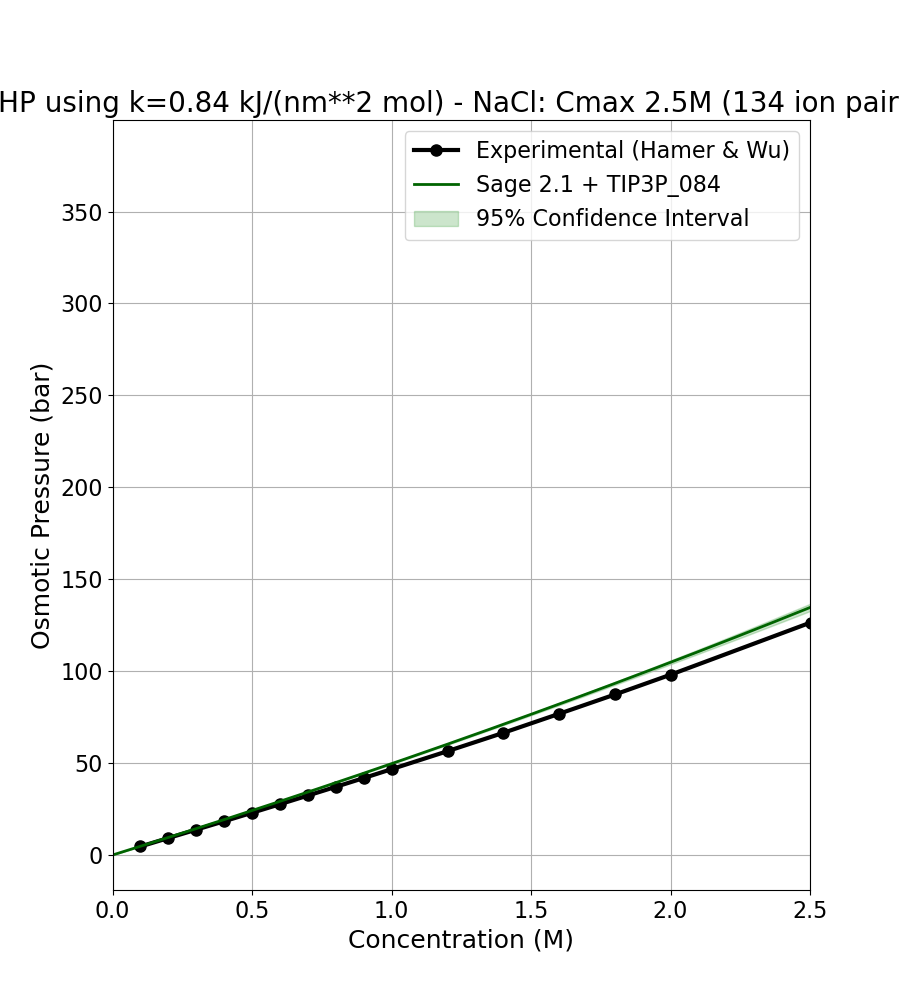 HP using k=0.84 kJ/(nm**2 mol) - NaCl: Cmax 2.5M (134 ion pair
Experimental (Hamer & Wu)
Sage 2.1 + TIP3P_084
95% Confidence Interval
350
300
250
200
150
100
50
0
Osmotic Pressure (bar)
0.0 0.5 1.0 1.5 2.0 2.5
Concentration (M)